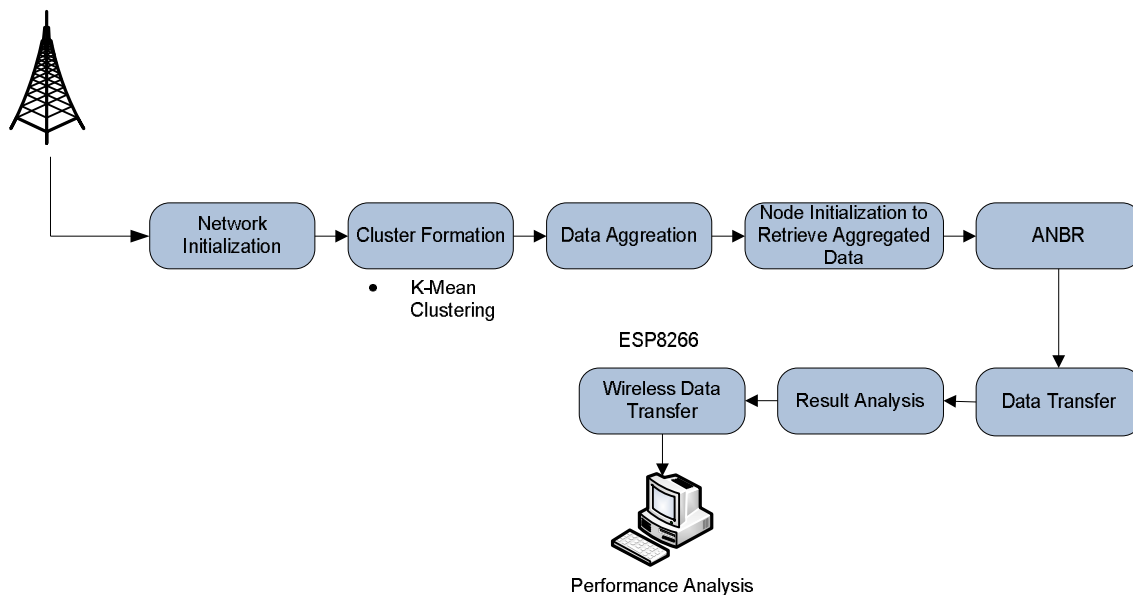 Network
Initialization
Cluster Formation
Data Aggreation
Node Initialization to
Retrieve Aggregated
Data
ANBR
• K-Mean
Clustering
ESP8266
Wireless Data
Transfer
Result Analysis
Data Transfer
Performance Analysis